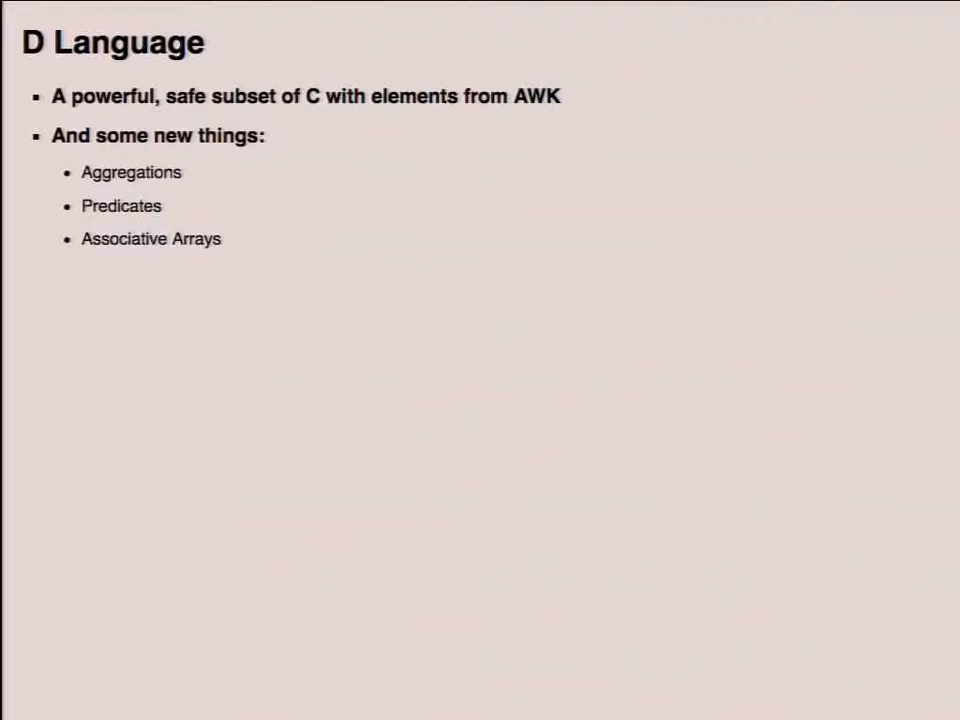 D Language
A powerful, safe subset of C with elements from AWK
And some new things:
Aggregations
Predicates
Associative Arrays